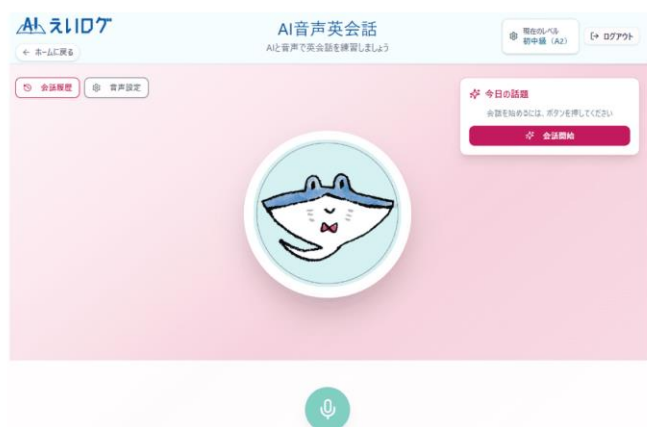 AIえいロケ
← ホームに戻る
AI音声英会話
AIと音声で英会話を練習しましょう
現在のレベル
初中級（A2）
ログアウト
会話履歴
音声設定
今日の話題
会話を始めるには、ボタンを押してください
会話開始